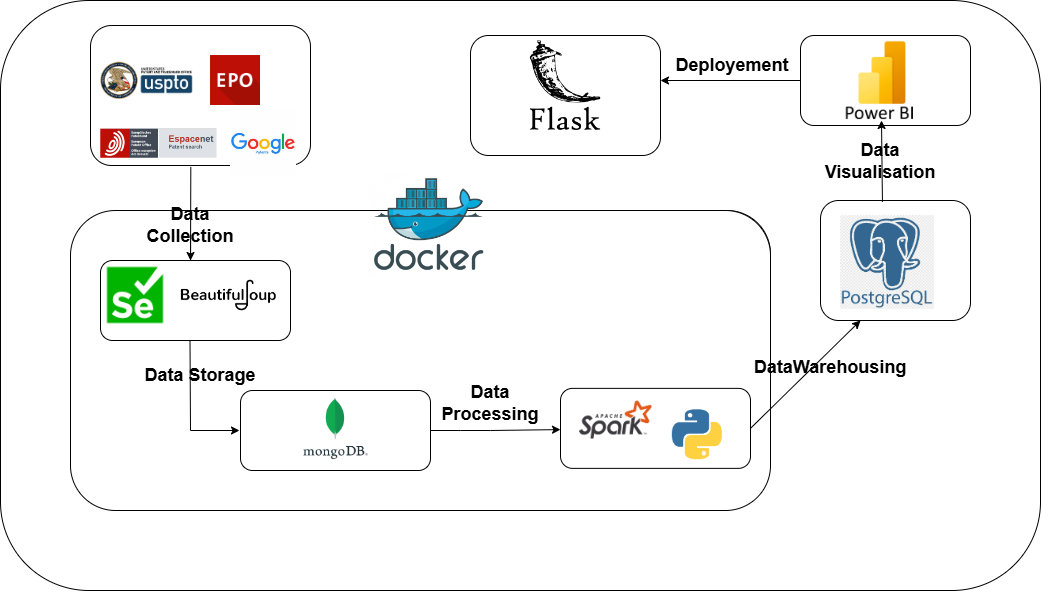 uspto
EPO
Espacenet
Patent search
Google
Flask
Deployement
Power BI
Data
Visualisation
Data
Collection
docker
PostgreSQL
Se
BeautifulSoup
Data Storage
DataWarehousing
Data
Processing
mongoDB.
APACHE
Spark